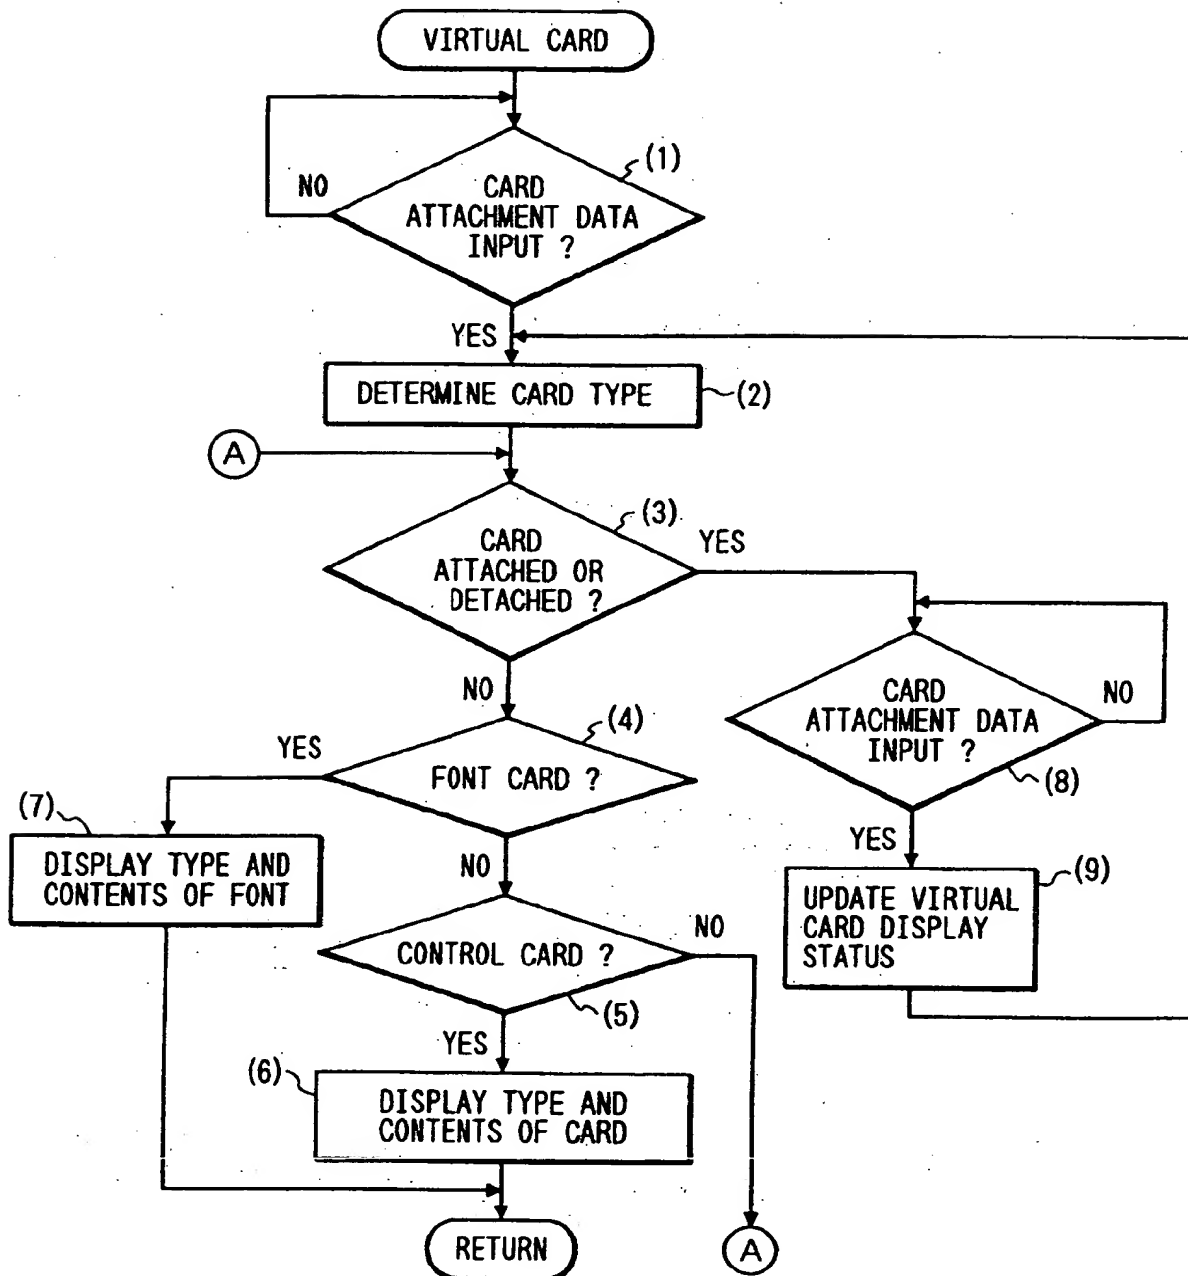 VIRTUAL CARD
(1)
NO
CARD
ATTACHMENT DATA
INPUT ?
YES
DETERMINE CARD TYPE
(2)
A
(3)
CARD
ATTACHED OR
DETACHED ?
YES
NO
CARD
ATTACHMENT DATA
INPUT ?
NO
(8)
(4)
YES
FONT CARD ?
(7)
DISPLAY TYPE AND
CONTENTS OF FONT
NO
YES
(9)
UPDATE VIRTUAL
CARD DISPLAY
STATUS
CONTROL CARD ?
NO
(5)
YES
(6)
DISPLAY TYPE AND
CONTENTS OF CARD
RETURN
A